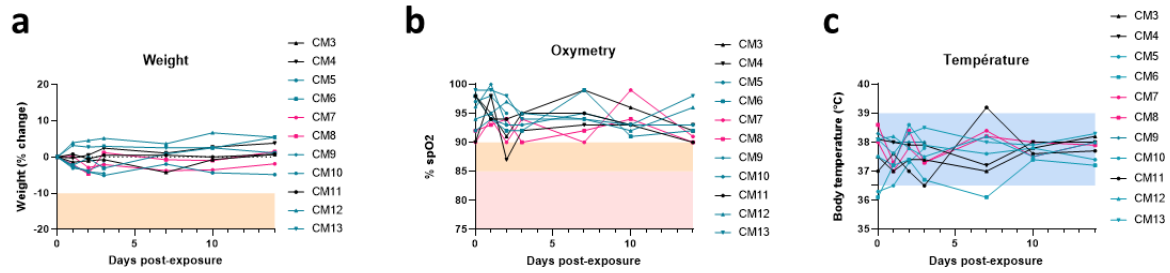 a
Weight
Weight (% change)
20
10
0
-10
-20
0
10
Days post-exposure
CM3
CM4
CM5
CM6
CM7
CM8
CM9
CM10
CM11
CM12
CM13
b
Oxymetry
% spO2
100
95
90
85
80
75
0
5
10
Days post-exposure
CM3
CM4
CM5
CM6
CM7
CM8
CM9
CM10
CM11
CM12
CM13
c
Température
Body temperature (°C)
41
39
38
37
36
35
0
5
10
Days post-exposure
CM3
CM4
CM5
CM6
CM7
CM8
CM9
CM11
CM12
CM13